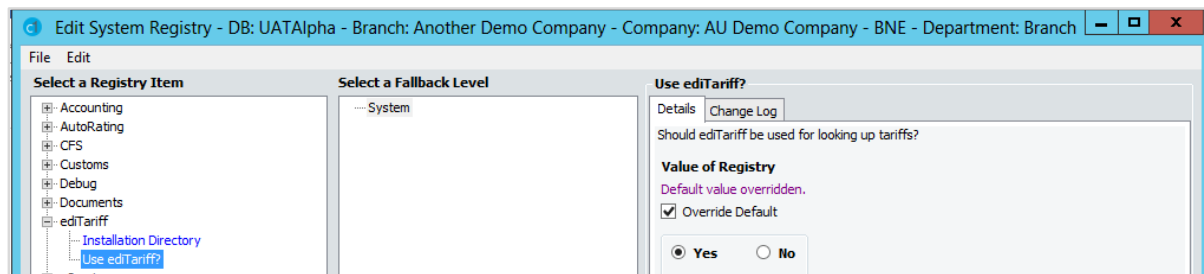 Edit System Registry - DB: UATAlpha - Branch: Another Demo Company - Company: AU Demo Company - BNE - Department: Branch
File Edit
Select a Registry Item
Accounting
AutoRating
CFS
Customs
Debug
Documents
ediTariff
Installation Directory
Use ediTariff?
Select a Fallback Level
System
Use ediTariff?
Details Change Log
Should ediTariff be used for looking up tariffs?
Value of Registry
Default value overridden.
Override Default
Yes No